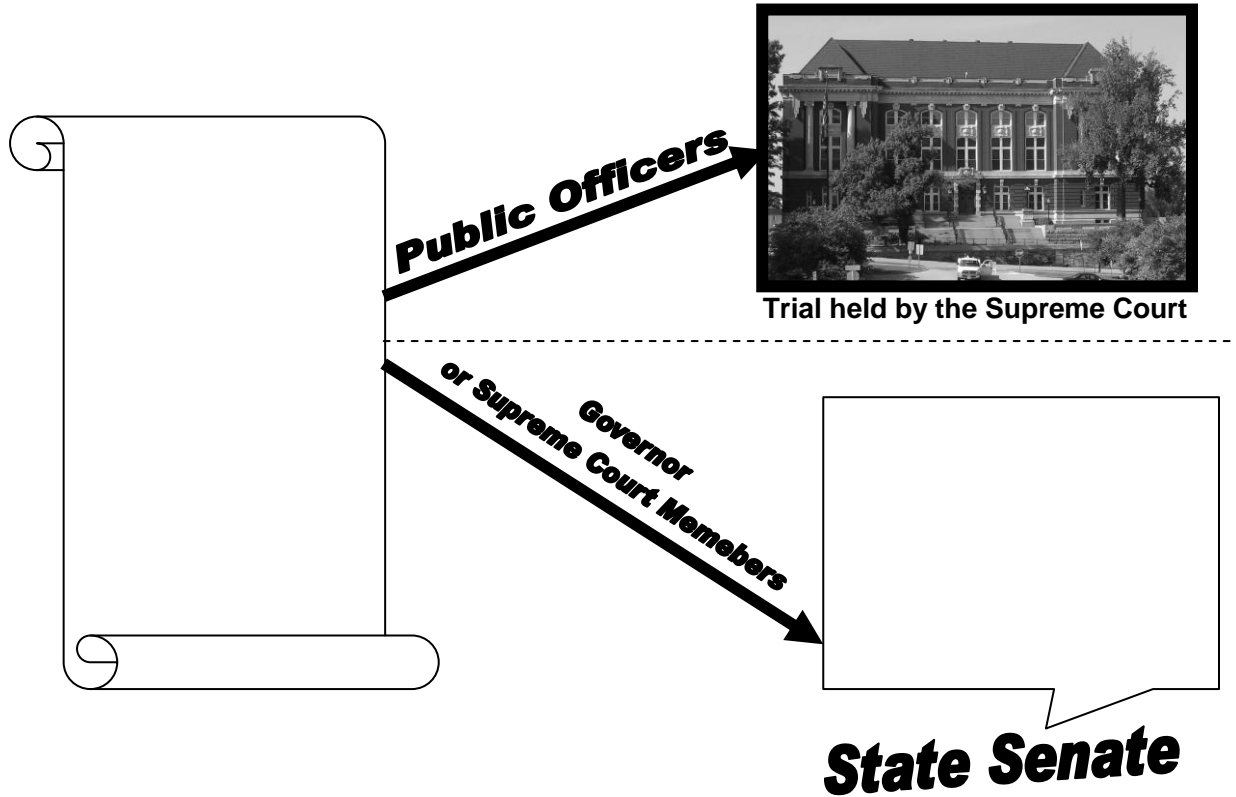 Public Officers
Trial held by the Supreme Court
Governor
or Supreme Court Memebers
State Senate